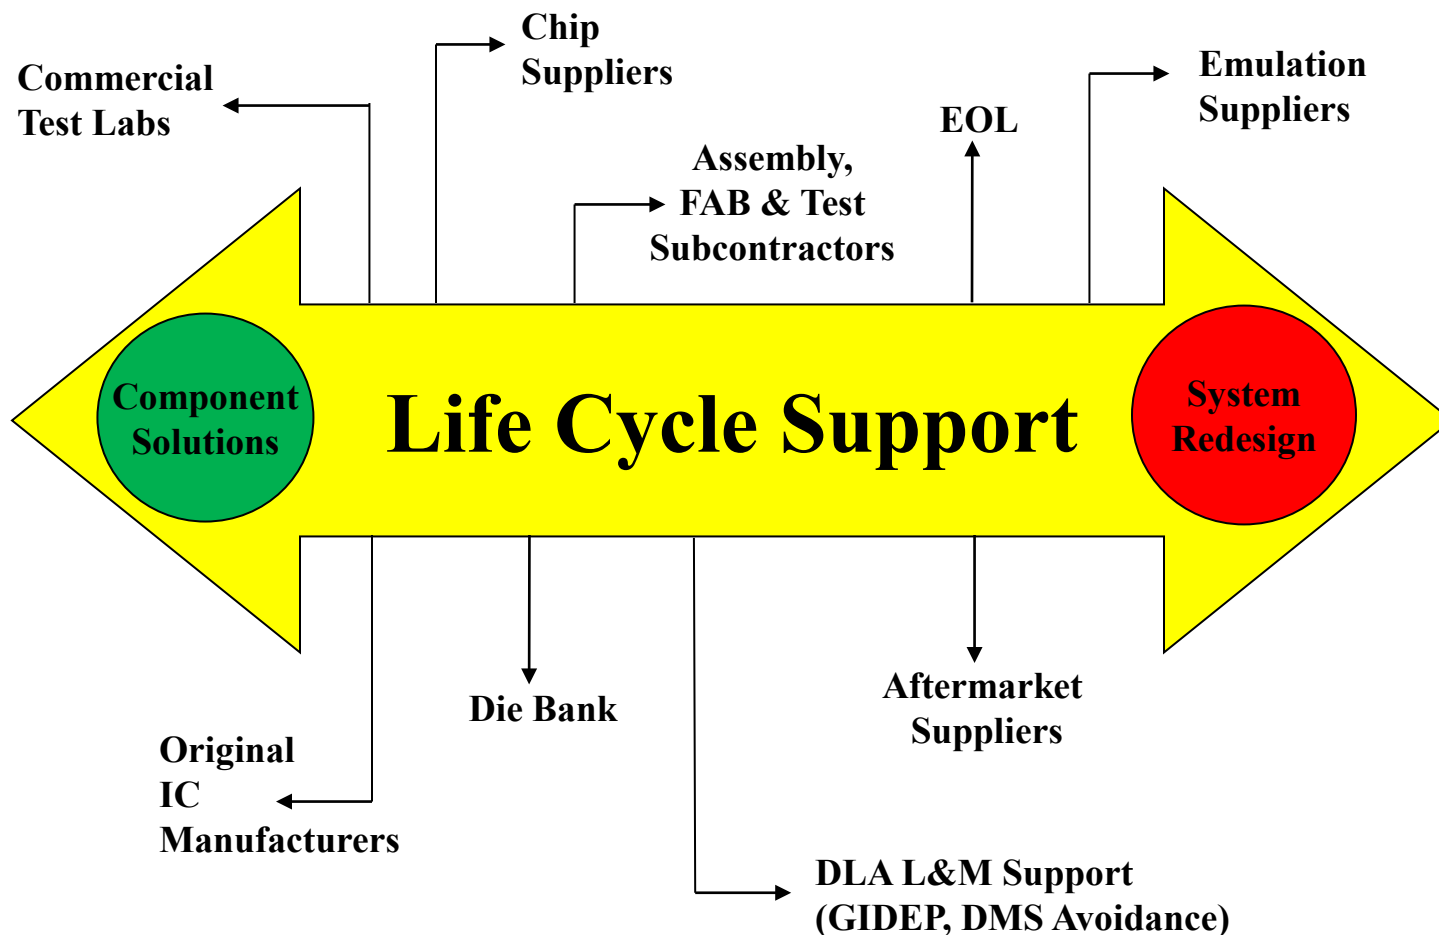 Chip
Suppliers
Commercial
Test Labs
Emulation
Suppliers
EOL
Assembly,
FAB & Test
Subcontractors
Component
Solutions
Life Cycle Support
System
Redesign
Die Bank
Aftermarket
Suppliers
Original
IC
Manufacturers
DLA L&M Support
(GIDEP, DMS Avoidance)